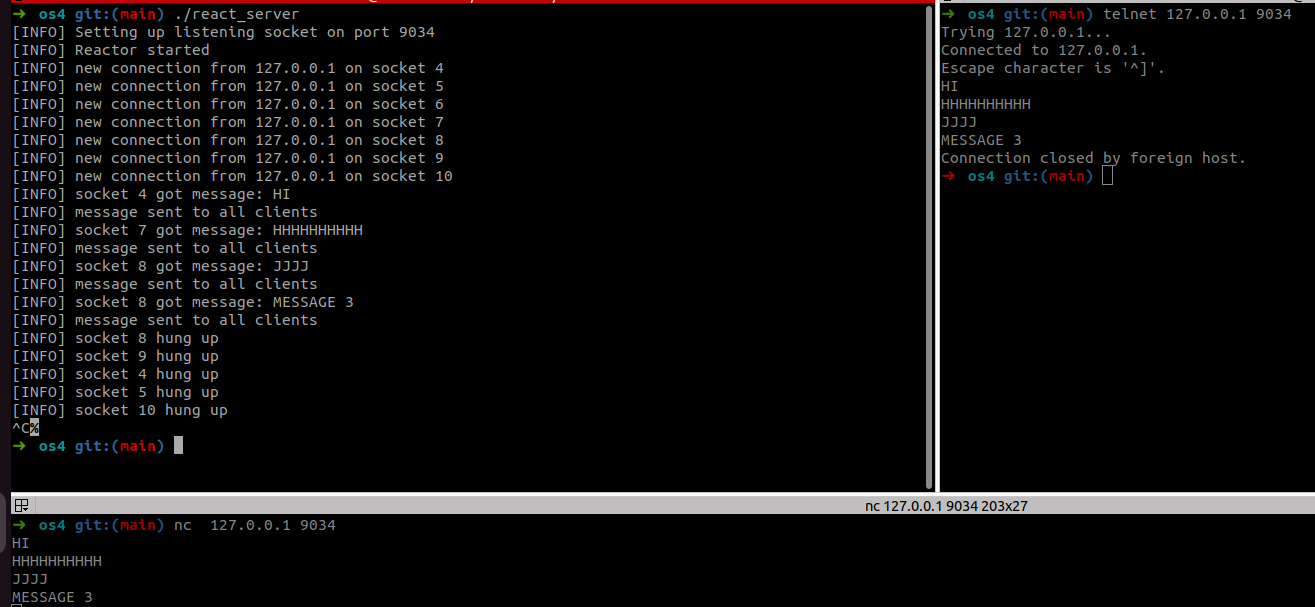 ➜ os4 git:(main) ./react_server
[INFO] Setting up listening socket on port 9034
[INFO] Reactor started
[INFO] new connection from 127.0.0.1 on socket 4
[INFO] new connection from 127.0.0.1 on socket 5
[INFO] new connection from 127.0.0.1 on socket 6
[INFO] new connection from 127.0.0.1 on socket 7
[INFO] new connection from 127.0.0.1 on socket 8
[INFO] new connection from 127.0.0.1 on socket 9
[INFO] new connection from 127.0.0.1 on socket 10
[INFO] socket 4 got message: HI
[INFO] message sent to all clients
[INFO] socket 7 got message: HHHHHHHHHH
[INFO] message sent to all clients
[INFO] socket 8 got message: JJJJ
[INFO] message sent to all clients
[INFO] socket 8 got message: MESSAGE 3
[INFO] message sent to all clients
[INFO] socket 8 hung up
[INFO] socket 9 hung up
[INFO] socket 4 hung up
[INFO] socket 5 hung up
[INFO] socket 10 hung up
^C%
➜ os4 git:(main)
➜ os4 git:(main) telnet 127.0.0.1 9034
Trying 127.0.0.1...
Connected to 127.0.0.1.
Escape character is '^]'.
HI
HHHHHHHHHH
JJJJ
MESSAGE 3
Connection closed by foreign host.
➜ os4 git:(main)
nc 127.0.0.1 9034 203x27
➜ os4 git:(main) nc  127.0.0.1 9034
HI
HHHHHHHHHH
JJJJ
MESSAGE 3